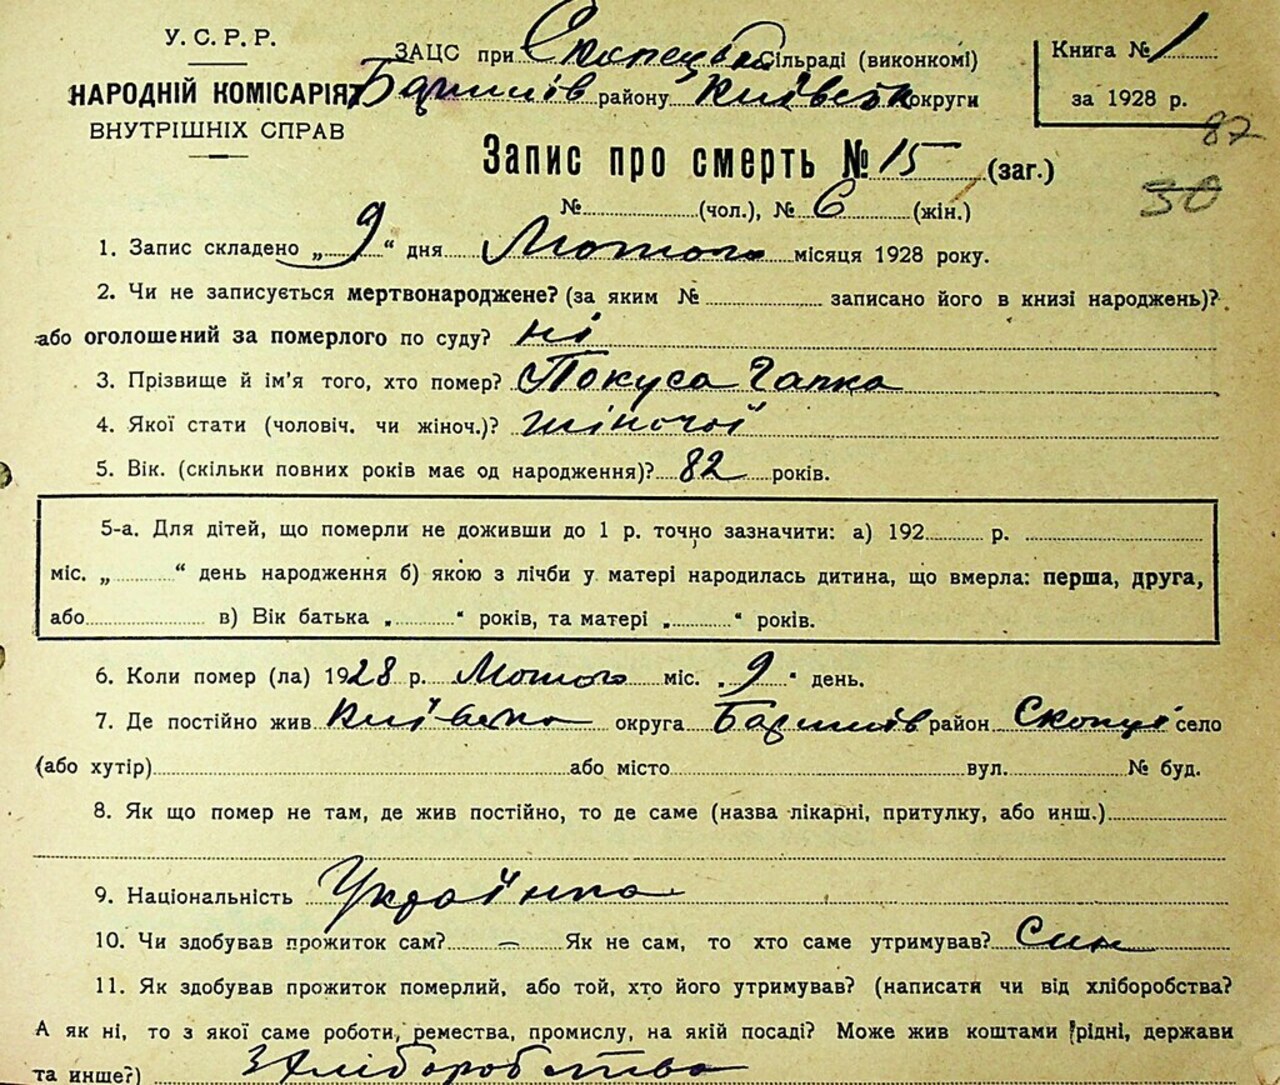 У. С. Р. Р.
НАРОДНІЙ КОМІСАРІЯТ
ВНУТРІШНІХ СПРАВ
ЗАЦС при Скопецькій сільраді (виконкомі)
Баришів району Київськ округи
Книга № 1
за 1928 р.
87
30
Запис про смерть № 15 (заг.)
№ (чол.), № 6 (жін.)
1. Запис складено „ 9 “ дня Лютого місяця 1928 року.
2. Чи не записується мертвонароджене? (за яким № записано його в книзі народжень)?
або оголошений за померлого по суду? ні
3. Прізвище й ім’я того, хто помер? Покуса Гапка
4. Якої стати (чоловіч. чи жіноч.)? жіночої
5. Вік. (скільки повних років має од народження)? 82 років.
5-а. Для дітей, що померли не доживши до 1 р. точно зазначити: а) 192 р.
міс. „ “ день народження б) якою з лічби у матері народилась дитина, що вмерла: перша, друга,
або в) Вік батька „ “ років, та матері „ “ років.
6. Коли помер (ла) 1928 р. Лютого міс. „ 9 “ день.
7. Де постійно жив Київська округа Баришів район Скопці село
(або хутір) або місто вул. № буд.
8. Як що помер не там, де жив постійно, то де саме (назва лікарні, притулку, або инш.)
9. Національність Українка
10. Чи здобував прожиток сам? – Як не сам, то хто саме утримував? Син
11. Як здобував прожиток померлий, або той, хто його утримував? (написати чи від хліборобства?
А як ні, то з якої саме роботи, ремества, промислу, на якій посаді? Може жив коштами рідні, держави
та инше?) з хліборобства